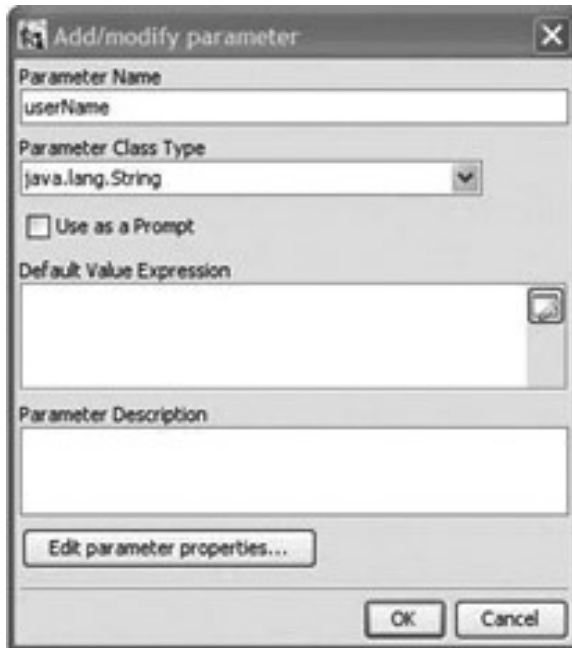 Add/modify parameter
Parameter Name
userName
Parameter Class Type
java.lang.String
Use as a Prompt
Default Value Expression
Parameter Description
Edit parameter properties...
OK Cancel